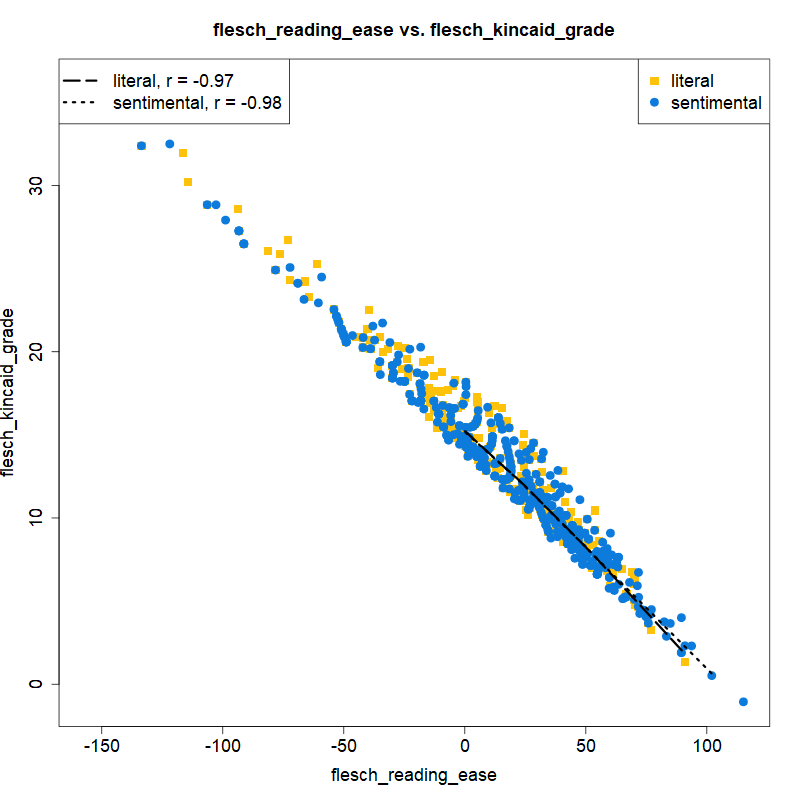 flesch_reading_ease vs. flesch_kincaid_grade
literal, r = -0.97
sentimental, r = -0.98
literal
sentimental
flesch_kincaid_grade
30
20
10
0
-150 -100 -50 0 50 100
flesch_reading_ease